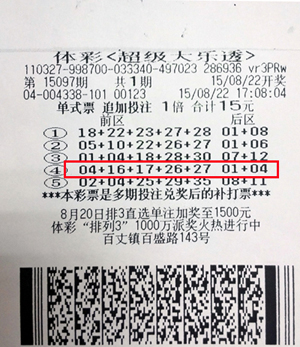 体彩<超级大乐透>
110327-998700-033340-497023 286936 vr3PRw
第 15097期 共 1期 15/08/22开奖
04-004338-101 00123 15/08/22 17:08:04
单式票 追加投注 1倍 合计15元
前区 后区
① 18+22+23+27+28 01+08
② 05+10+22+26+27 01+06
③ 01+04+18+28+30 07+12
④ 04+16+17+26+27 01+04
⑤ 02+04+25+29+35 08+11
***本彩票是多期投注兑奖后的补打票***
8月20日排3直选单注加奖至1500元
体彩 "排列3" 1000万派奖火热进行中
百丈镇百盛路143号